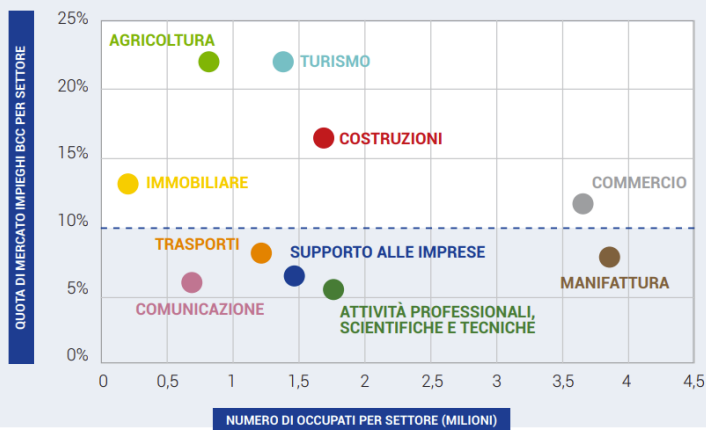 QUOTA DI MERCATO IMPIEGHI BCC PER SETTORE
25%
20%
15%
10%
5%
0%
AGRICOLTURA
TURISMO
COSTRUZIONI
IMMOBILIARE
COMMERCIO
TRASPORTI
SUPPORTO ALLE IMPRESE
MANIFATTURA
COMUNICAZIONE
ATTIVITÀ PROFESSIONALI,
SCIENTIFICHE E TECNICHE
0 0,5 1 1,5 2 2,5 3 3,5 4 4,5
NUMERO DI OCCUPATI PER SETTORE (MILIONI)